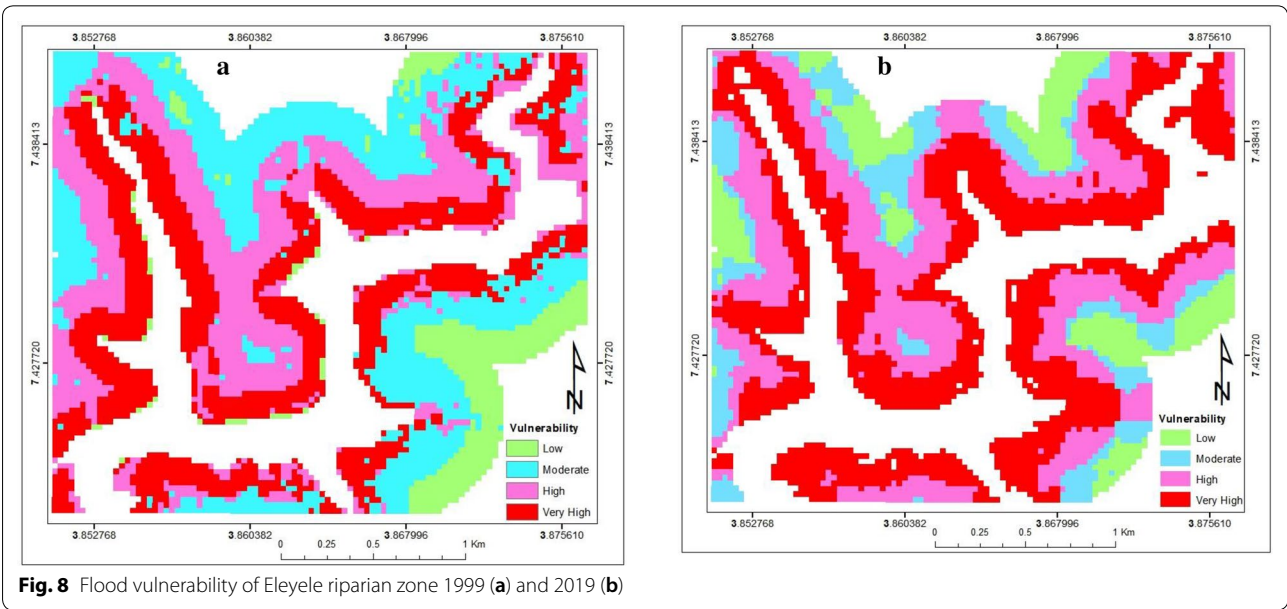 3.852768 3.860382 3.867996 3.875610
a
7.438413 7.438413
7.427720 7.427720
N
Vulnerability
Low
Moderate
High
Very High
3.852768 3.860382 3.867996 3.875610
0 0.25 0.5 1 Km
3.852768 3.860382 3.867996 3.875610
b
7.438413 7.438413
7.427720 7.427720
N
Vulnerability
Low
Moderate
High
Very High
3.852768 3.860382 3.867996 3.875610
0 0.25 0.5 1 Km
Fig. 8 Flood vulnerability of Eleyele riparian zone 1999 (a) and 2019 (b)